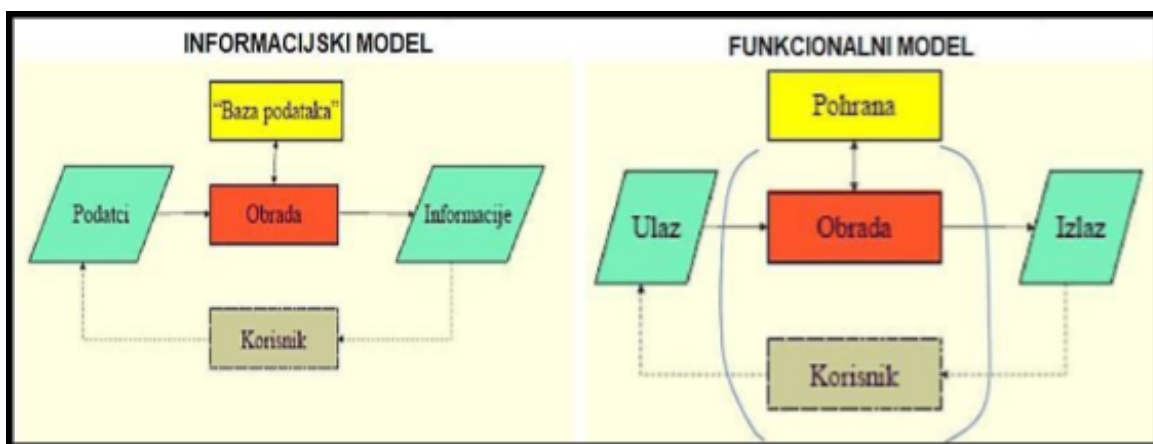 INFORMACIJSKI MODEL
“Baza podataka”
Podatci
Obrada
Informacije
Korisnik
FUNKCIONALNI MODEL
Pohrana
Ulaz
Obrada
Izlaz
Korisnik